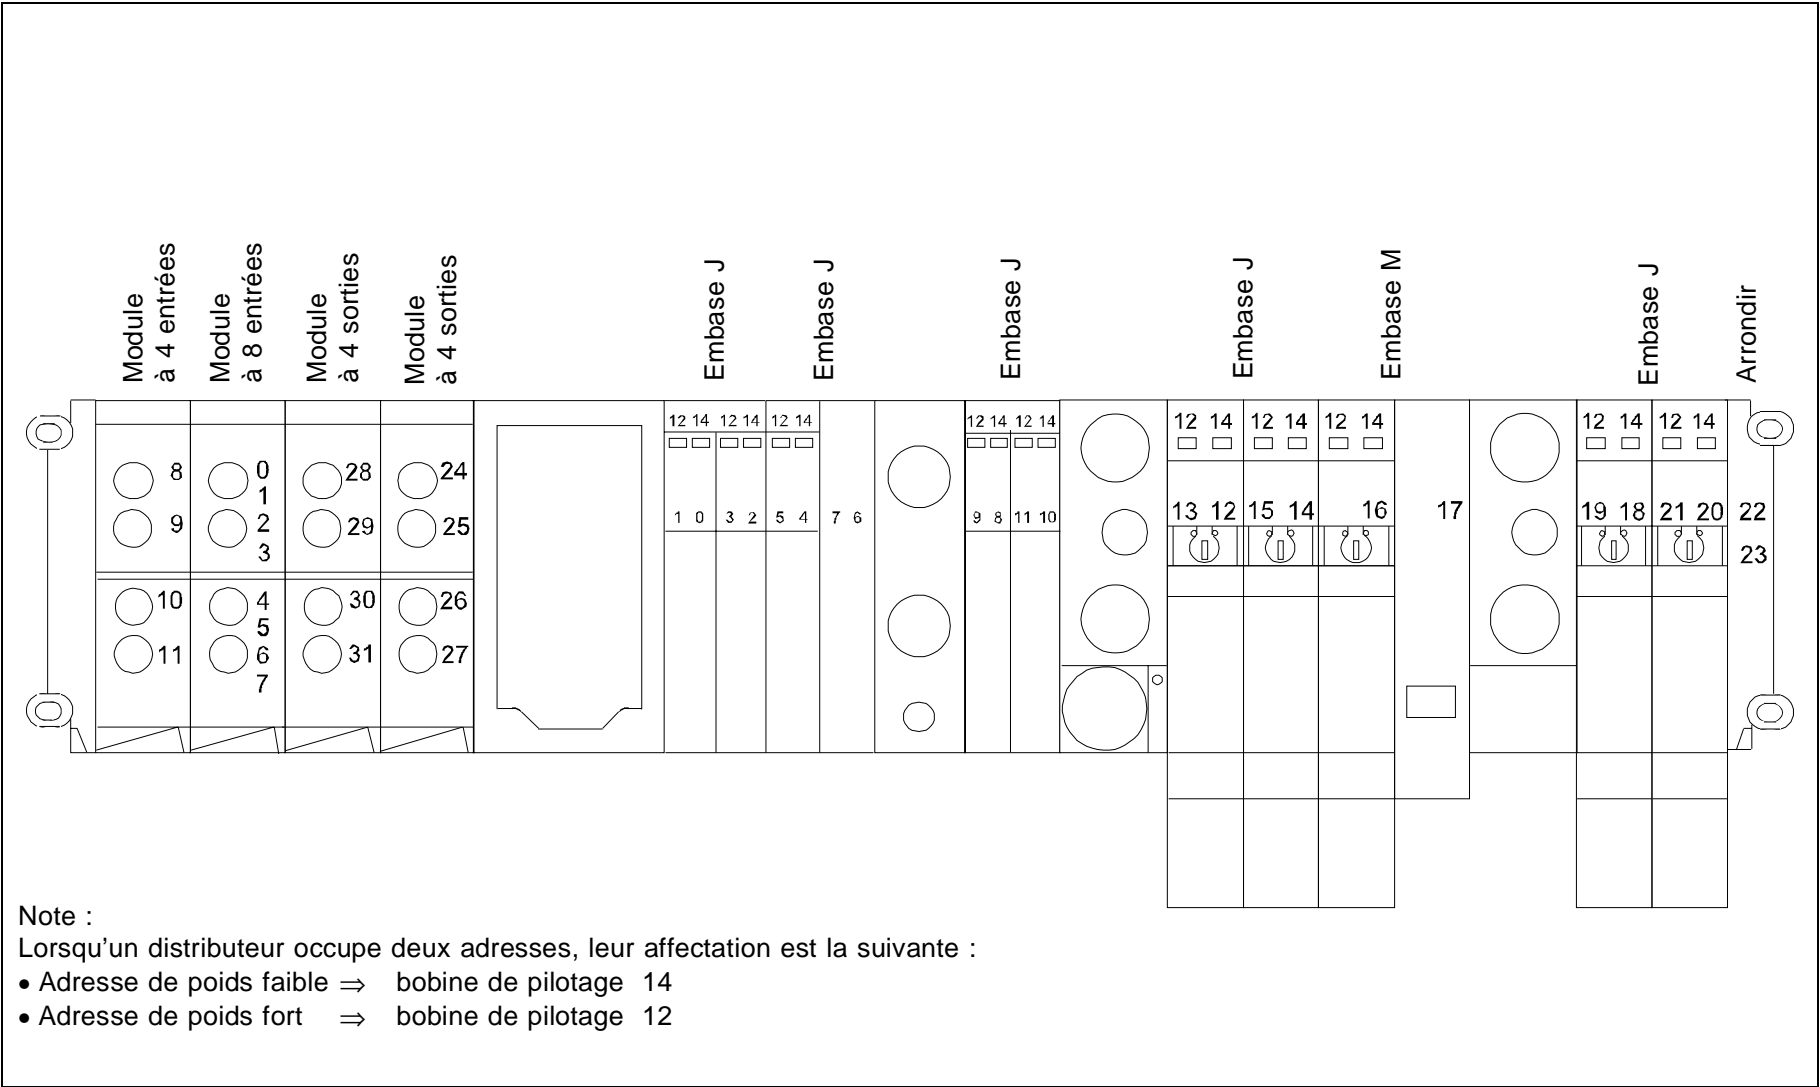 Module
à 4 entrées
Module
à 8 entrées
Module
à 4 sorties
Module
à 4 sorties
Embase J
Embase J
Embase J
Embase J
Embase M
Embase J
Arrondir
12 14 12 14 12 14
12 14 12 14
12 14 12 14 12 14
12 14 12 14
8
9
10
11
0
1
2
3
4
5
6
7
28
29
30
31
24
25
26
27
1 0 3 2 5 4 7 6
9 8 11 10
13 12 15 14 16 17
19 18 21 20 22
23
Note :
Lorsqu'un distributeur occupe deux adresses, leur affectation est la suivante :
• Adresse de poids faible ⇒ bobine de pilotage 14
• Adresse de poids fort ⇒ bobine de pilotage 12